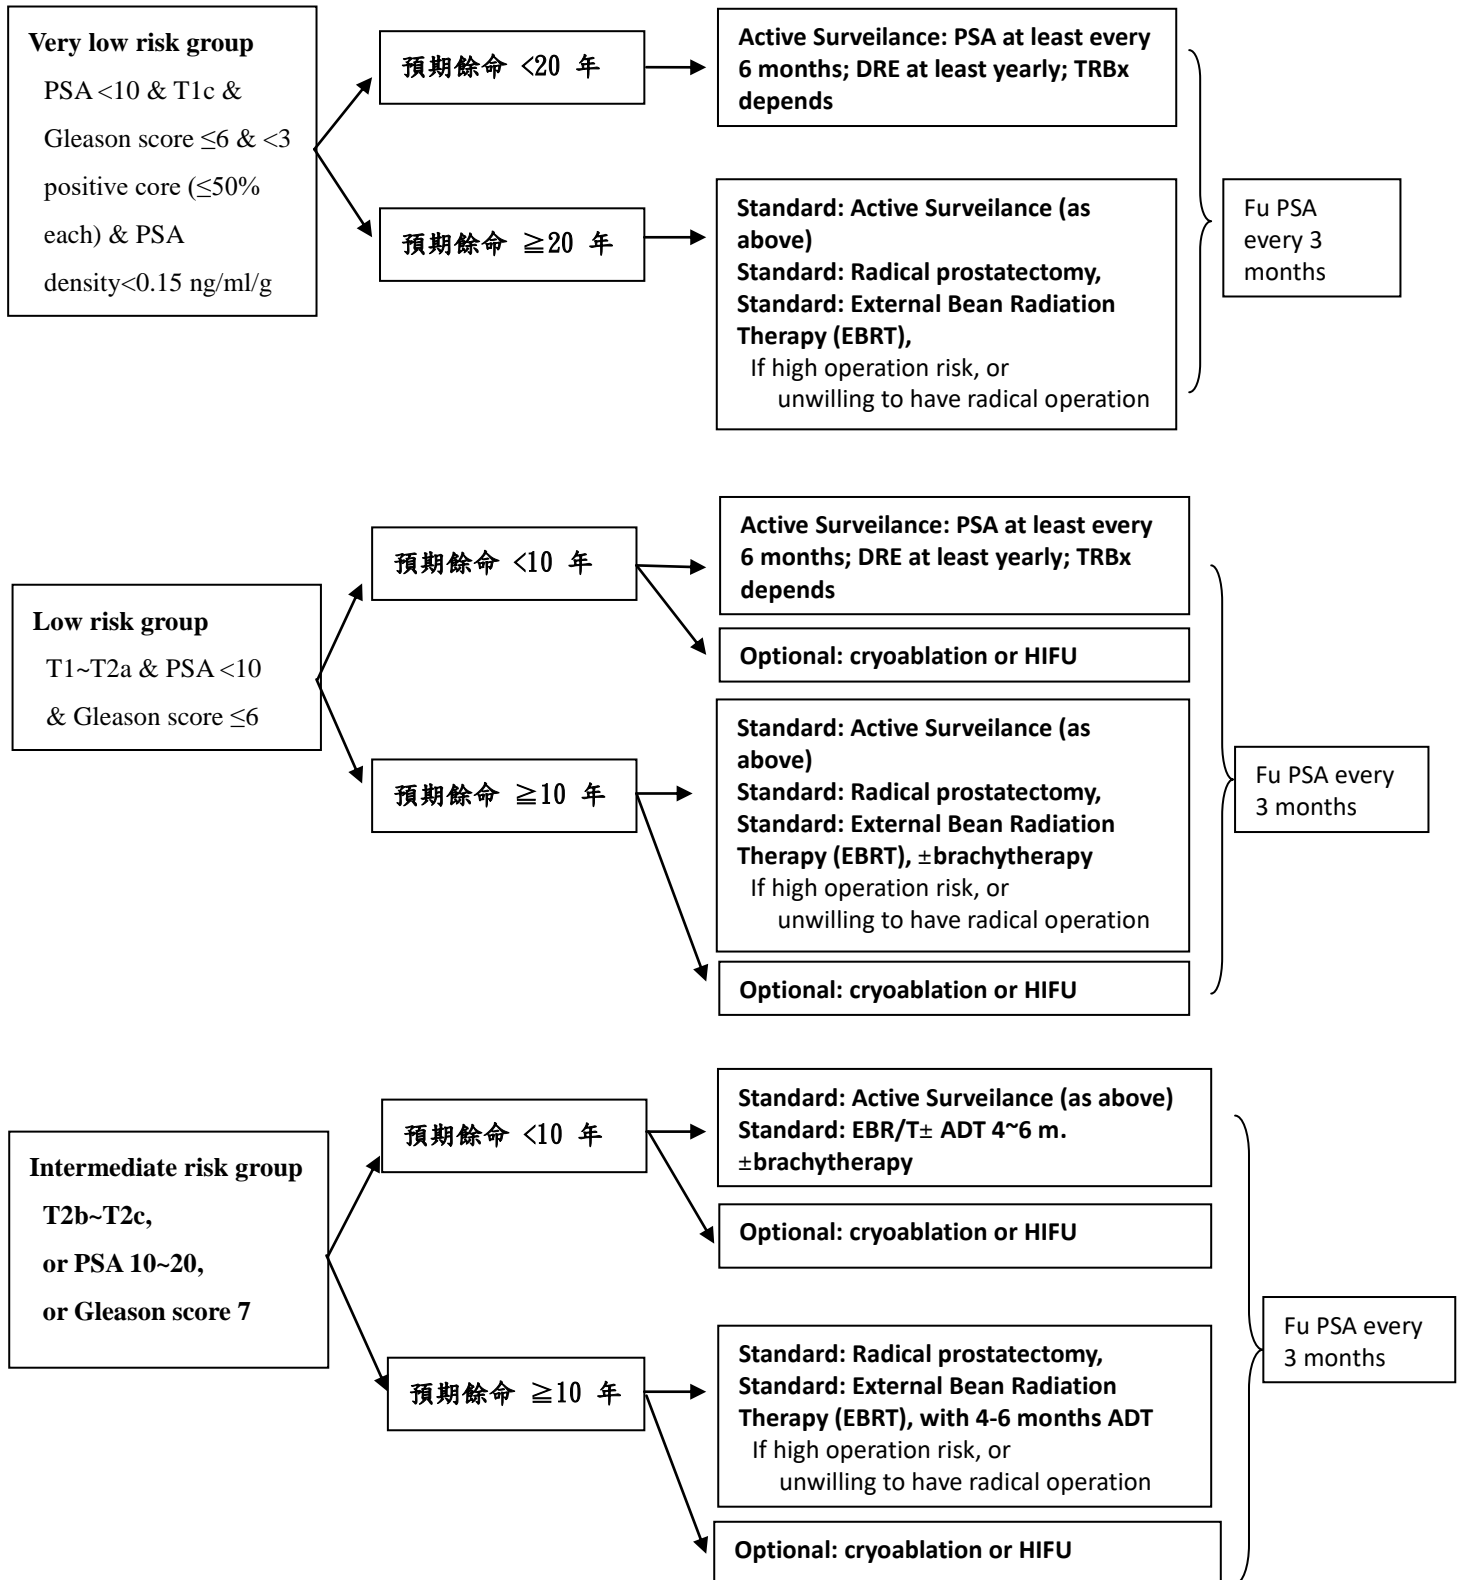 Very low risk group
PSA <10 & T1c &
Gleason score ≤6 & <3
positive core (≤50%
each) & PSA
density<0.15 ng/ml/g
預期餘命 <20 年
Active Surveilance: PSA at least every
6 months; DRE at least yearly; TRBx
depends
預期餘命 ≧20 年
Standard: Active Surveilance (as
above)
Standard: Radical prostatectomy,
Standard: External Bean Radiation
Therapy (EBRT),
If high operation risk, or
unwilling to have radical operation
Fu PSA
every 3
months
Low risk group
T1~T2a & PSA <10
& Gleason score ≤6
預期餘命 <10 年
Active Surveilance: PSA at least every
6 months; DRE at least yearly; TRBx
depends
Optional: cryoablation or HIFU
預期餘命 ≧10 年
Standard: Active Surveilance (as
above)
Standard: Radical prostatectomy,
Standard: External Bean Radiation
Therapy (EBRT), ±brachytherapy
If high operation risk, or
unwilling to have radical operation
Optional: cryoablation or HIFU
Fu PSA every
3 months
Intermediate risk group
T2b~T2c,
or PSA 10~20,
or Gleason score 7
預期餘命 <10 年
Standard: Active Surveilance (as above)
Standard: EBR/T± ADT 4~6 m.
±brachytherapy
Optional: cryoablation or HIFU
預期餘命 ≧10 年
Standard: Radical prostatectomy,
Standard: External Bean Radiation
Therapy (EBRT), with 4-6 months ADT
If high operation risk, or
unwilling to have radical operation
Optional: cryoablation or HIFU
Fu PSA every
3 months